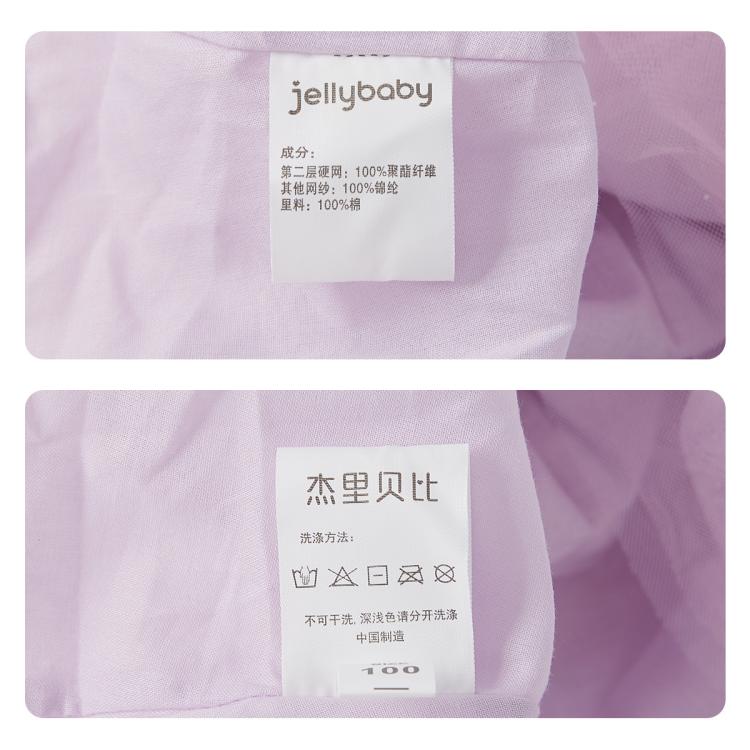 jellybaby
成分：
第二层硬网：100%聚酯纤维
其他网纱：100%锦纶
里料：100%棉
杰里贝比
洗涤方法：
不可干洗，深浅色请分开洗涤
中国制造
100